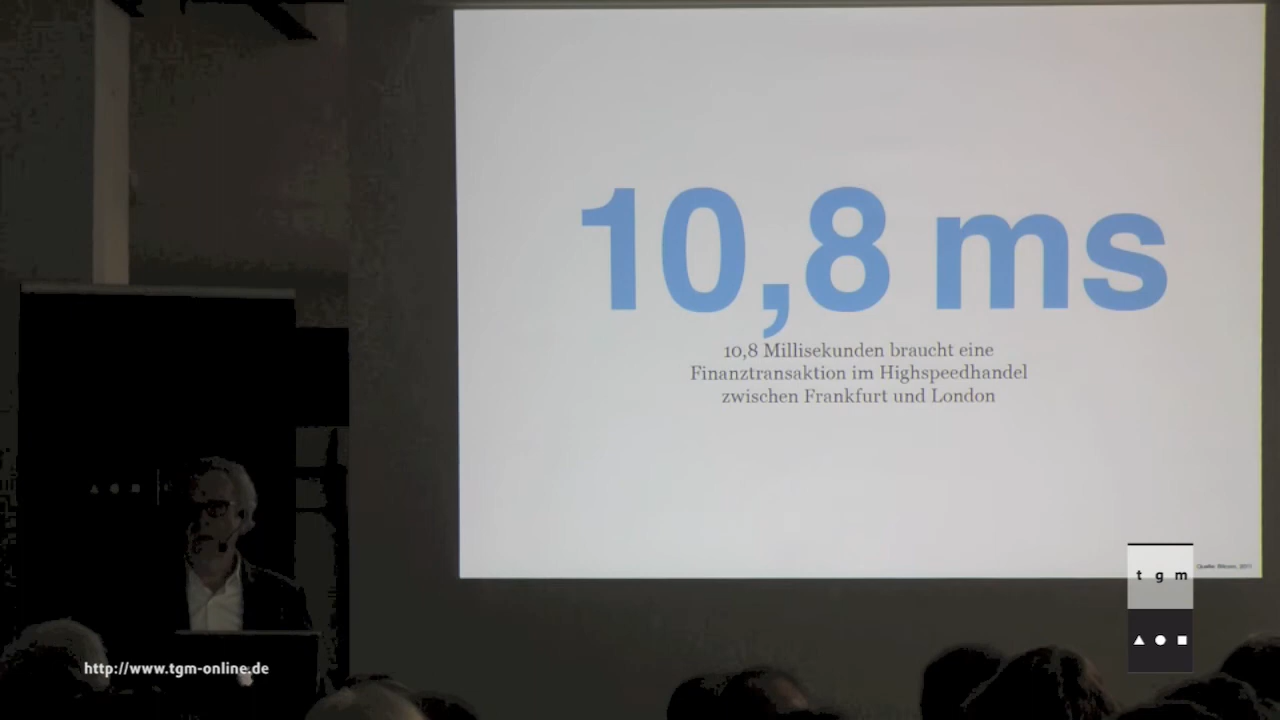 10,8 ms
10,8 Millisekunden braucht eine
Finanztransaktion im Highspeedhandel
zwischen Frankfurt und London
t g m
http://www.tgm-online.de